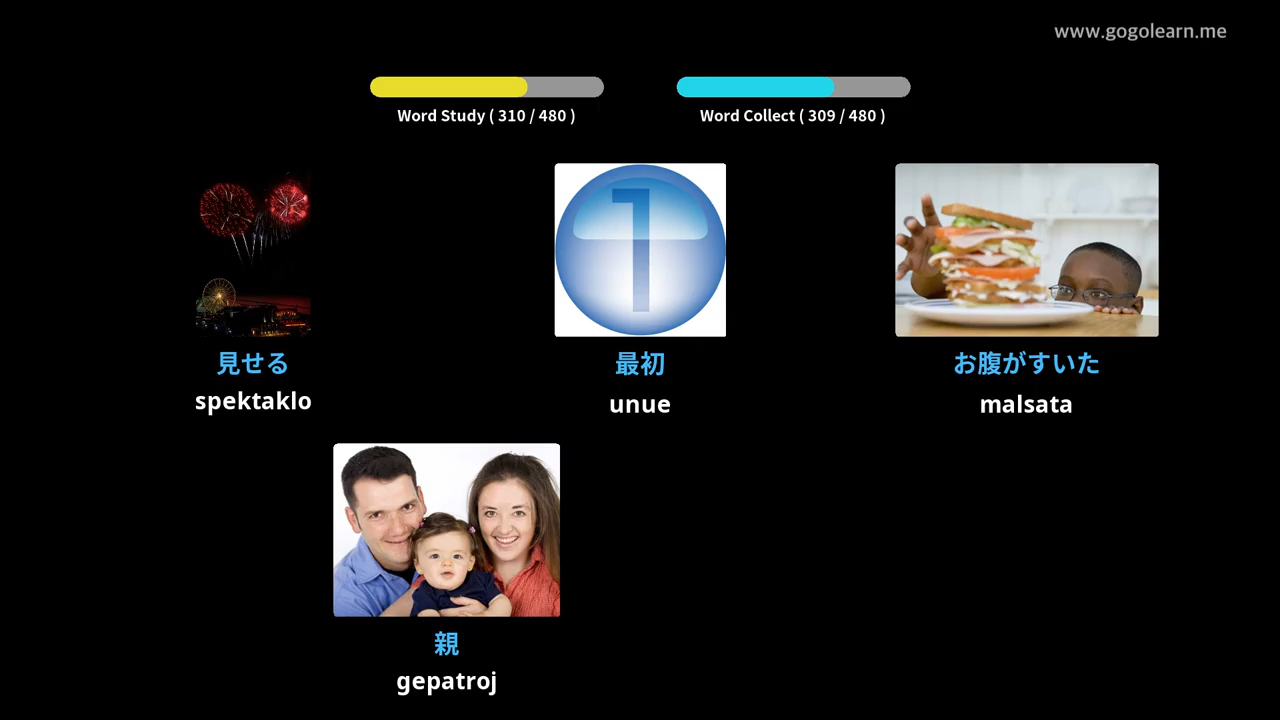 www.gogolearn.me
Word Study ( 310 / 480 )
Word Collect ( 309 / 480 )
1
見せる
最初
お腹がすいた
spektaklo
unue
malsata
親
gepatroj